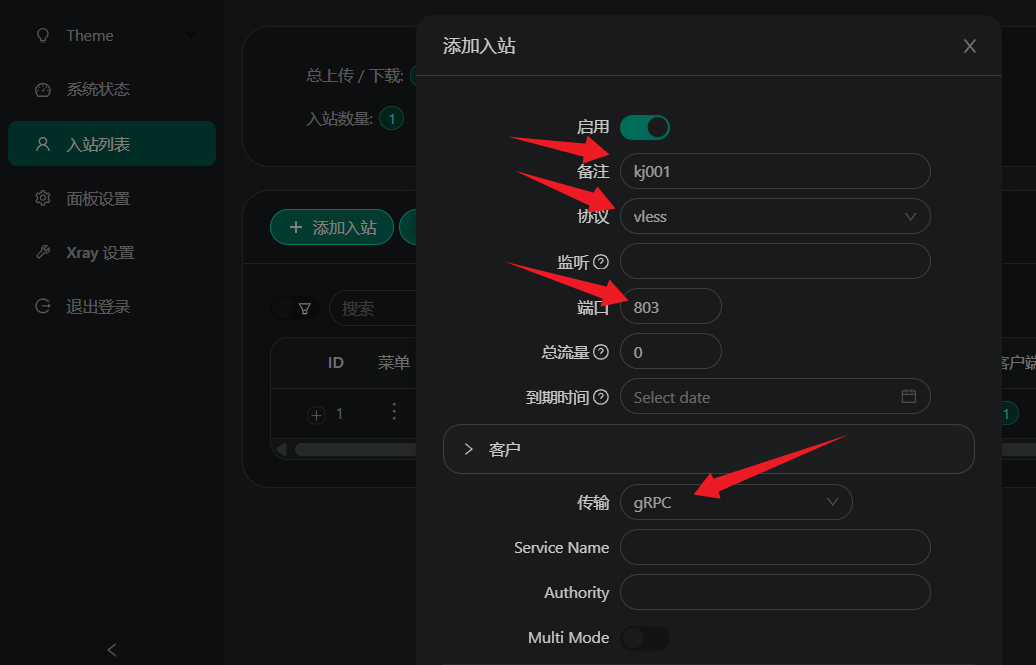 Theme
系统状态
入站列表
面板设置
Xray 设置
退出登录
总上传 / 下载:
入站数量: 1
添加入站
搜索
ID 菜单
1
客户端
1
添加入站
启用
备注 kj001
协议 vless
监听
端口 803
总流量 0
到期时间 Select date
客户
传输 gRPC
Service Name
Authority
Multi Mode